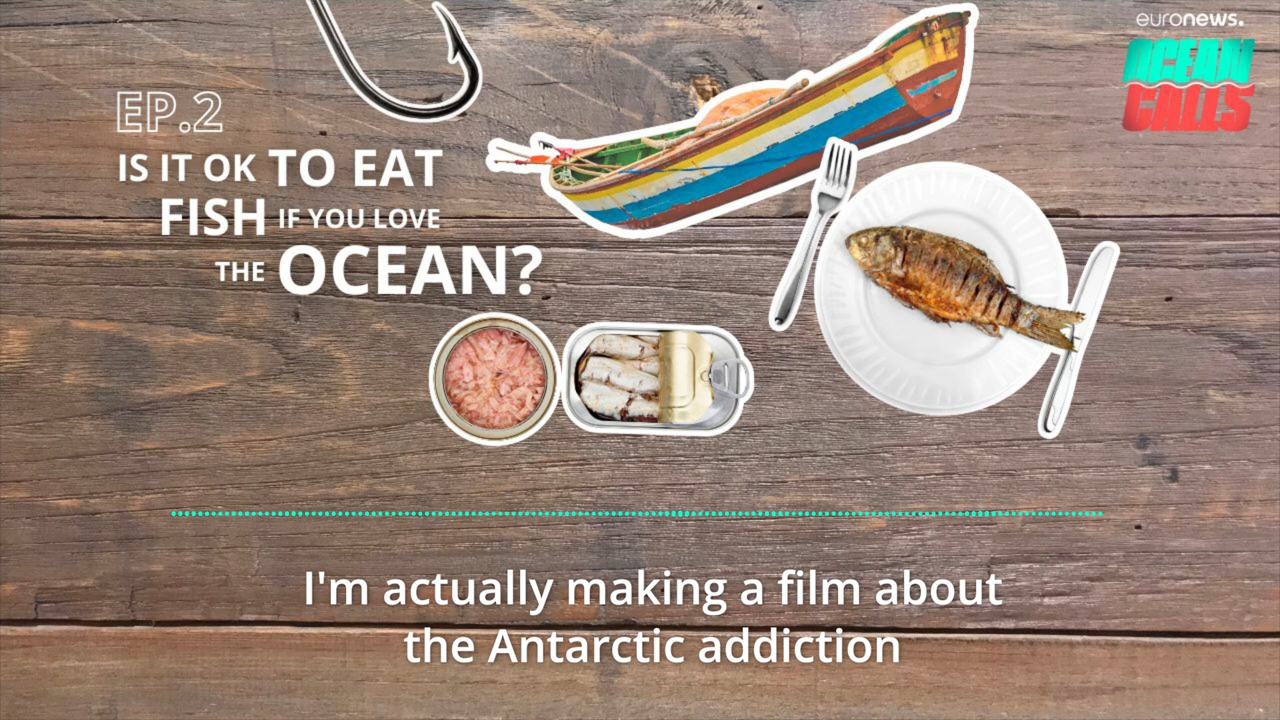 euronews.
OCEAN
CALLS
EP.2
IS IT OK TO EAT
FISH IF YOU LOVE
THE OCEAN?
I'm actually making a film about
the Antarctic addiction